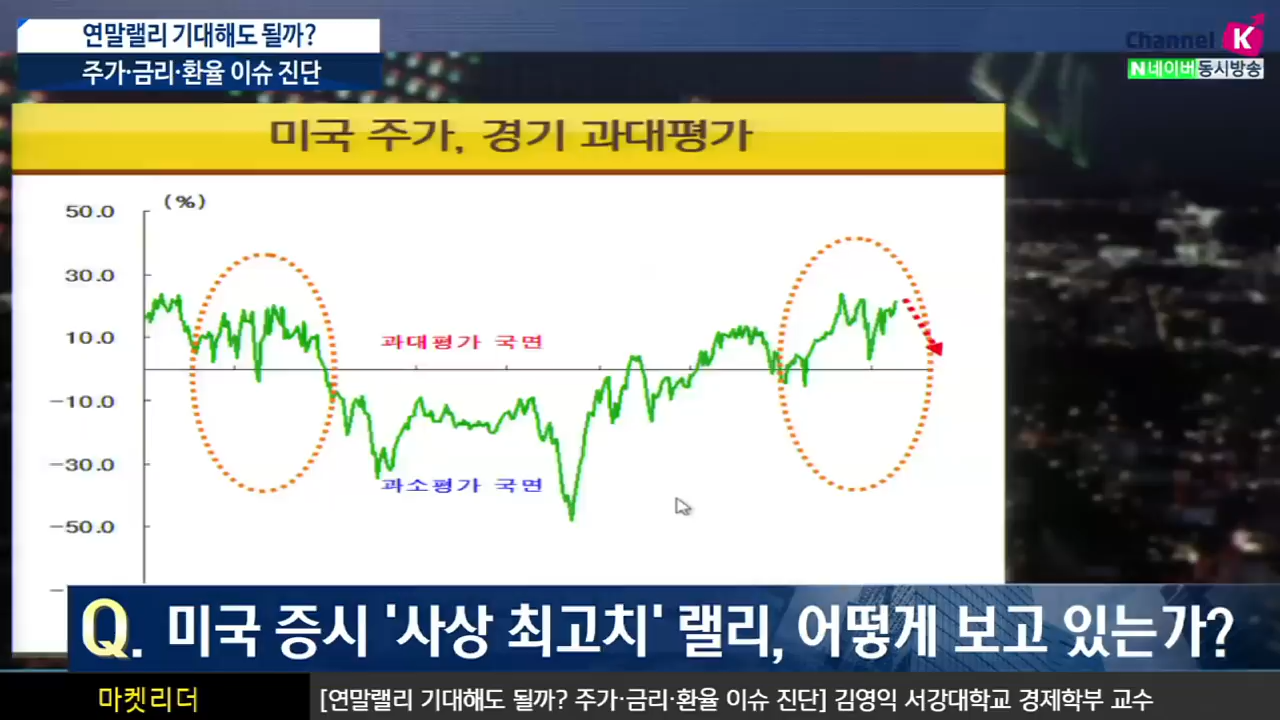 연말랠리 기대해도 될까?
주가·금리·환율 이슈 진단
Channel K
N 네이버 동시방송
미국 주가, 경기 과대평가
(%)
50.0
30.0
10.0
-10.0
-30.0
-50.0
과대평가 국면
과소평가 국면
Q. 미국 증시 '사상 최고치' 랠리, 어떻게 보고 있는가?
마켓리더
[연말랠리 기대해도 될까? 주가·금리·환율 이슈 진단] 김영익 서강대학교 경제학부 교수